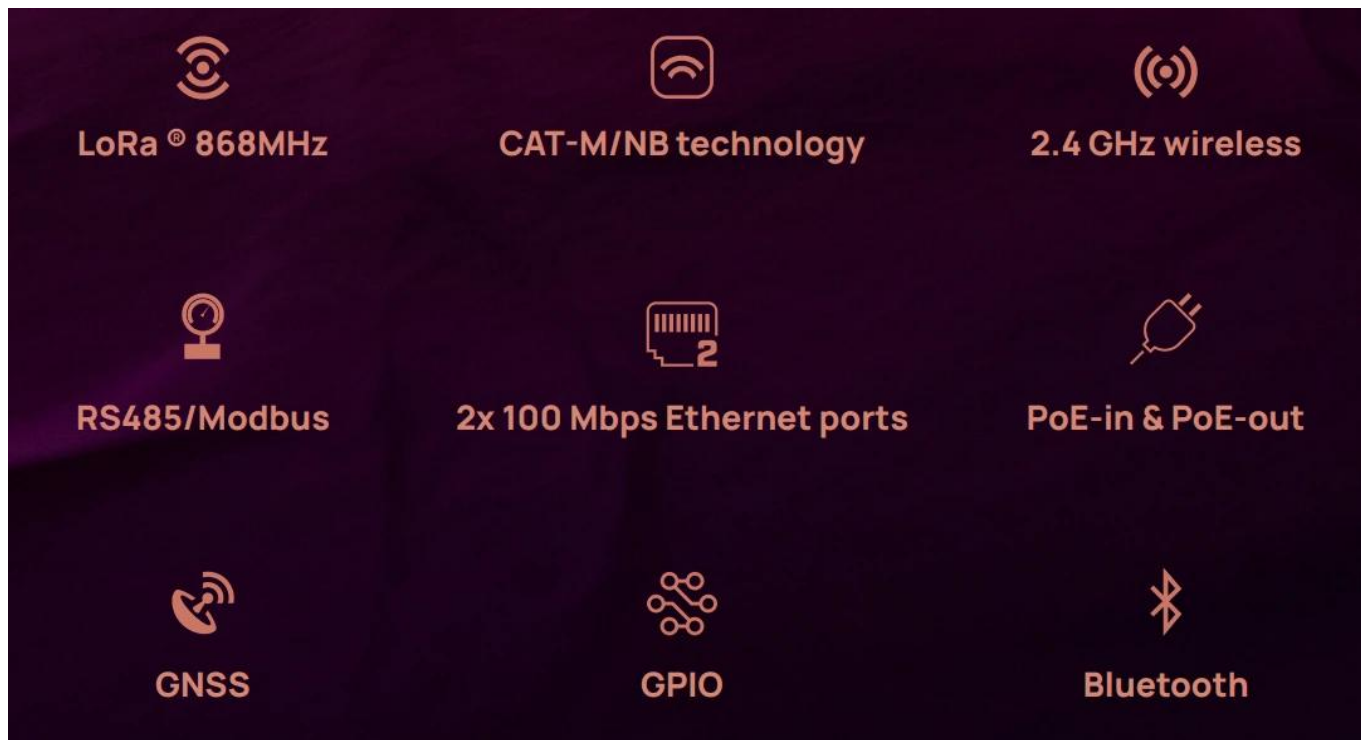 LoRa ® 868MHz
CAT-M/NB technology
2.4 GHz wireless
RS485/Modbus
2
2x 100 Mbps Ethernet ports
PoE-in & PoE-out
GNSS
GPIO
Bluetooth